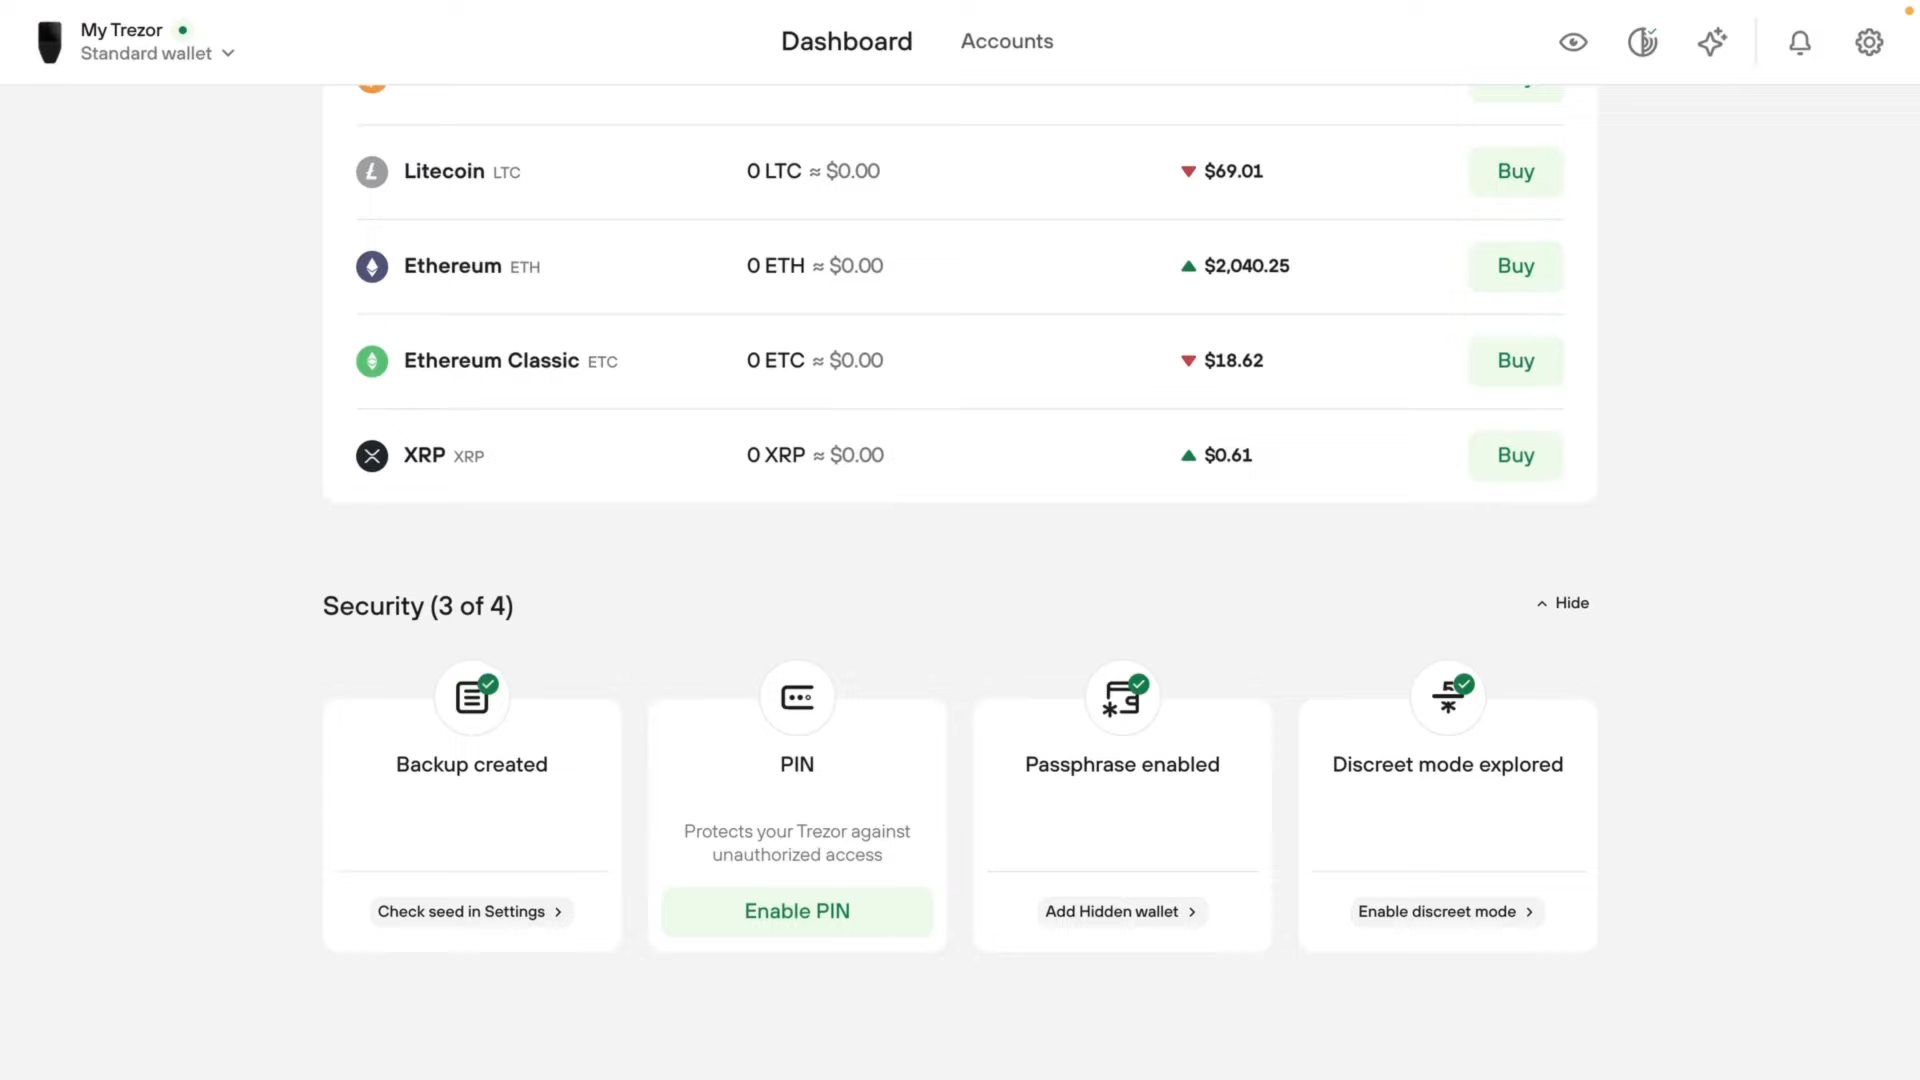 My Trezor
Standard wallet
Dashboard
Accounts
Litecoin LTC
0 LTC ≈ $0.00
$69.01
Buy
Ethereum ETH
0 ETH ≈ $0.00
$2,040.25
Buy
Ethereum Classic ETC
0 ETC ≈ $0.00
$18.62
Buy
XRP XRP
0 XRP ≈ $0.00
$0.61
Buy
Security (3 of 4)
Hide
Backup created
Check seed in Settings
PIN
Protects your Trezor against
unauthorized access
Enable PIN
Passphrase enabled
Add Hidden wallet
Discreet mode explored
Enable discreet mode